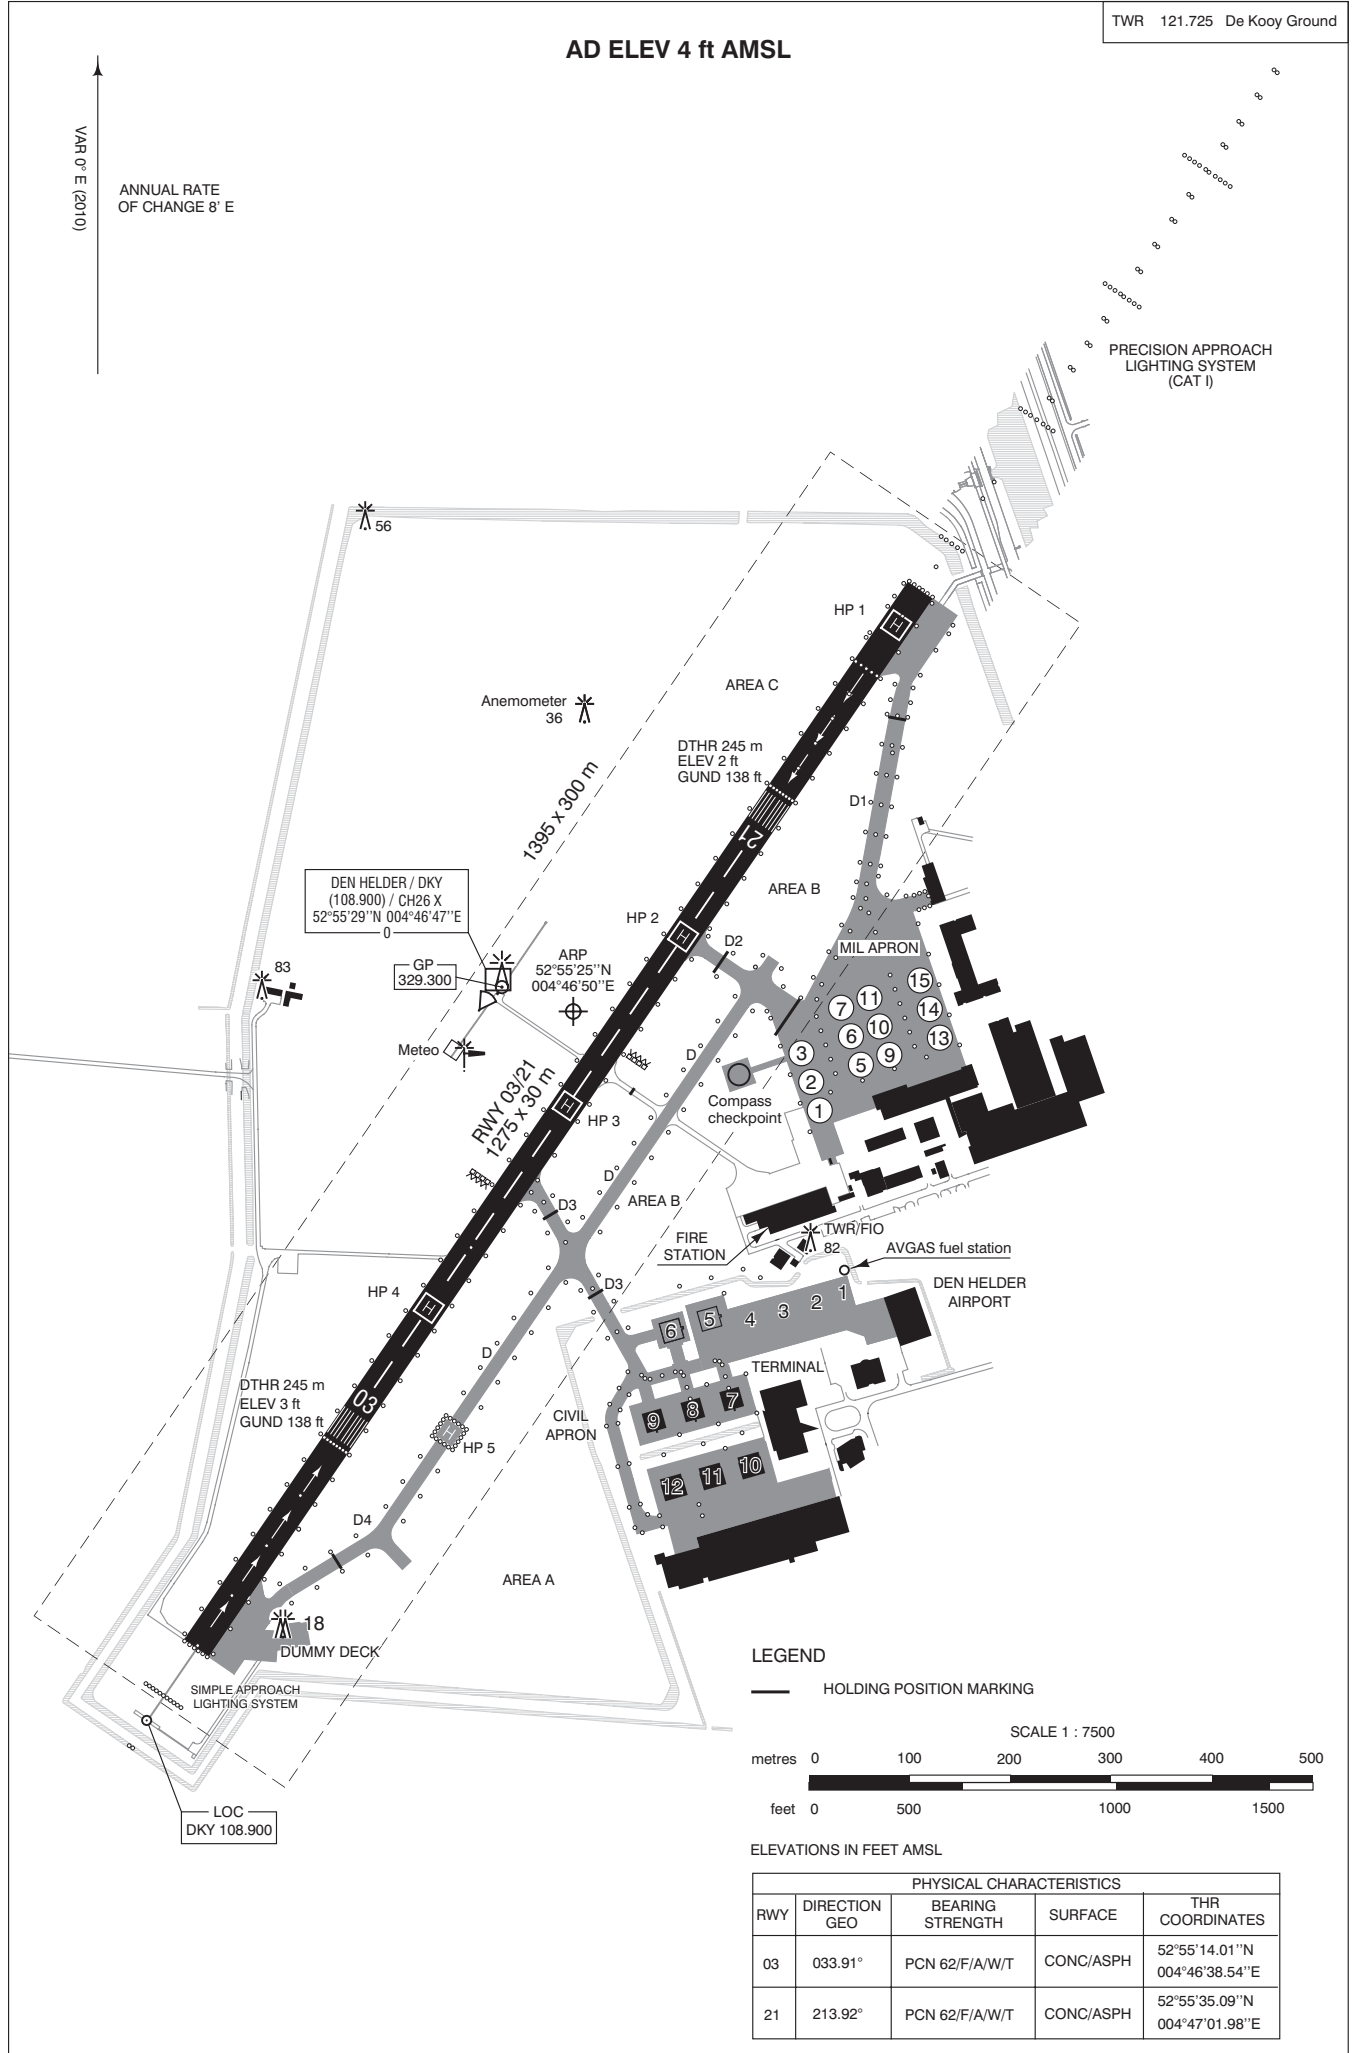 TWR 121.725 De Kooy Ground
AD ELEV 4 ft AMSL
VAR 0° E (2010)
ANNUAL RATE
OF CHANGE 8' E
PRECISION APPROACH
LIGHTING SYSTEM
(CAT I)
56
HP 1
H
AREA C
Anemometer
36
DTHR 245 m
ELEV 2 ft
GUND 138 ft
D1
1395 x 300 m
21
AREA B
DEN HELDER / DKY
(108.900) / CH26 X
52°55'29''N 004°46'47''E
0
HP 2
H
D2
MIL APRON
GP
329.300
83
ARP
52°55'25''N
004°46'50''E
15
11
7
14
10
6
13
9
5
3
2
1
Meteo
D
Compass
checkpoint
RWY 03/21
1275 x 30 m
H
HP 3
D
D3
AREA B
FIRE
STATION
TWR/FIO
82
AVGAS fuel station
DEN HELDER
AIRPORT
D3
HP 4
H
1
2
3
4
5
6
D
TERMINAL
DTHR 245 m
ELEV 3 ft
GUND 138 ft
03
CIVIL
APRON
7
8
9
H
HP 5
10
11
12
D4
AREA A
18
DUMMY DECK
SIMPLE APPROACH
LIGHTING SYSTEM
LOC
DKY 108.900
LEGEND
HOLDING POSITION MARKING
SCALE 1 : 7500
metres 0 100 200 300 400 500
feet 0 500 1000 1500
ELEVATIONS IN FEET AMSL
PHYSICAL CHARACTERISTICS
RWY DIRECTION GEO BEARING STRENGTH SURFACE THR COORDINATES
03 033.91° PCN 62/F/A/W/T CONC/ASPH 52°55'14.01''N
004°46'38.54''E
21 213.92° PCN 62/F/A/W/T CONC/ASPH 52°55'35.09''N
004°47'01.98''E